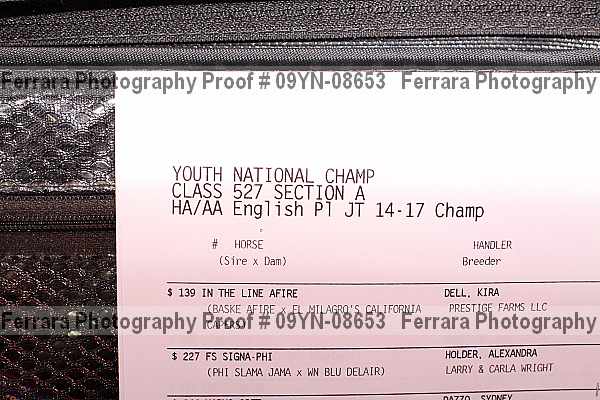 Ferrara Photography Proof # 09YN-08653 Ferrara Photography
YOUTH NATIONAL CHAMP
CLASS 527 SECTION A
HA/AA English Pl JT 14-17 Champ
# HORSE HANDLER
(Sire x Dam) Breeder
$ 139 IN THE LINE AFIRE DELL, KIRA
(BASKE AFIRE x EL MILAGRO'S CALIFORNIA PRESTIGE FARMS LLC
CAPERS)
Ferrara Photography Proof # 09YN-08653 Ferrara Photography
$ 227 FS SIGMA-PHI HOLDER, ALEXANDRA
(PHI SLAMA JAMA x WN BLU DELAIR) LARRY & CARLA WRIGHT
SYDNEY